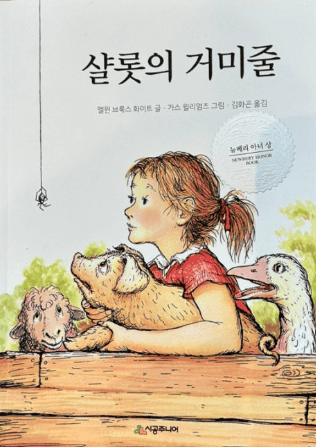 샬롯의 거미줄
엘윈 브룩스 화이트 글 · 가스 윌리엄즈 그림 · 김화곤 옮김
뉴베리 아너 상
NEWBERY HONOR
BOOK
시공주니어